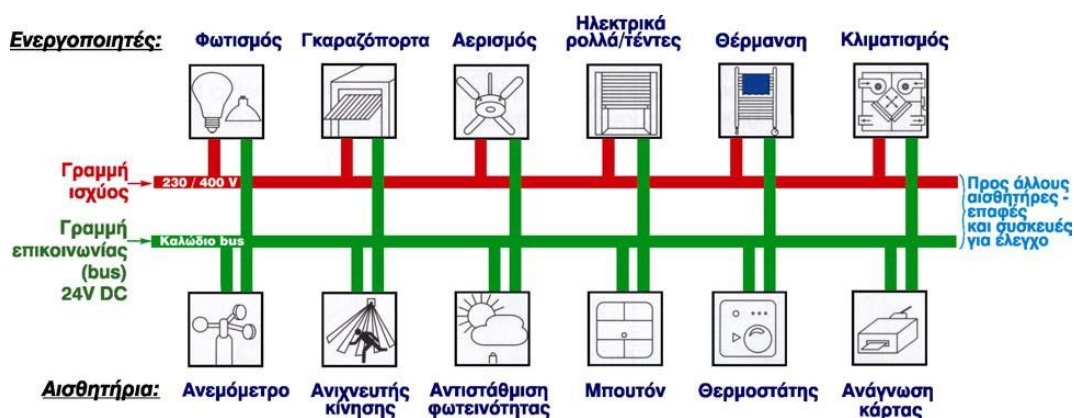 Ενεργοποιητές:
Φωτισμός
Γκαραζόπορτα
Αερισμός
Ηλεκτρικά
ρολλά/τέντες
Θέρμανση
Κλιματισμός
Γραμμή
ισχύος
230 / 400 V
Προς άλλους
αισθητήρες -
επαφές
και συσκευές
για έλεγχο
Γραμμή
επικοινωνίας
(bus)
24V DC
Καλώδιο bus
Αισθητήρια:
Ανεμόμετρο
Ανιχνευτής
κίνησης
Αντιστάθμιση
φωτεινότητας
Μπουτόν
Θερμοστάτης
Ανάγνωση
κάρτας